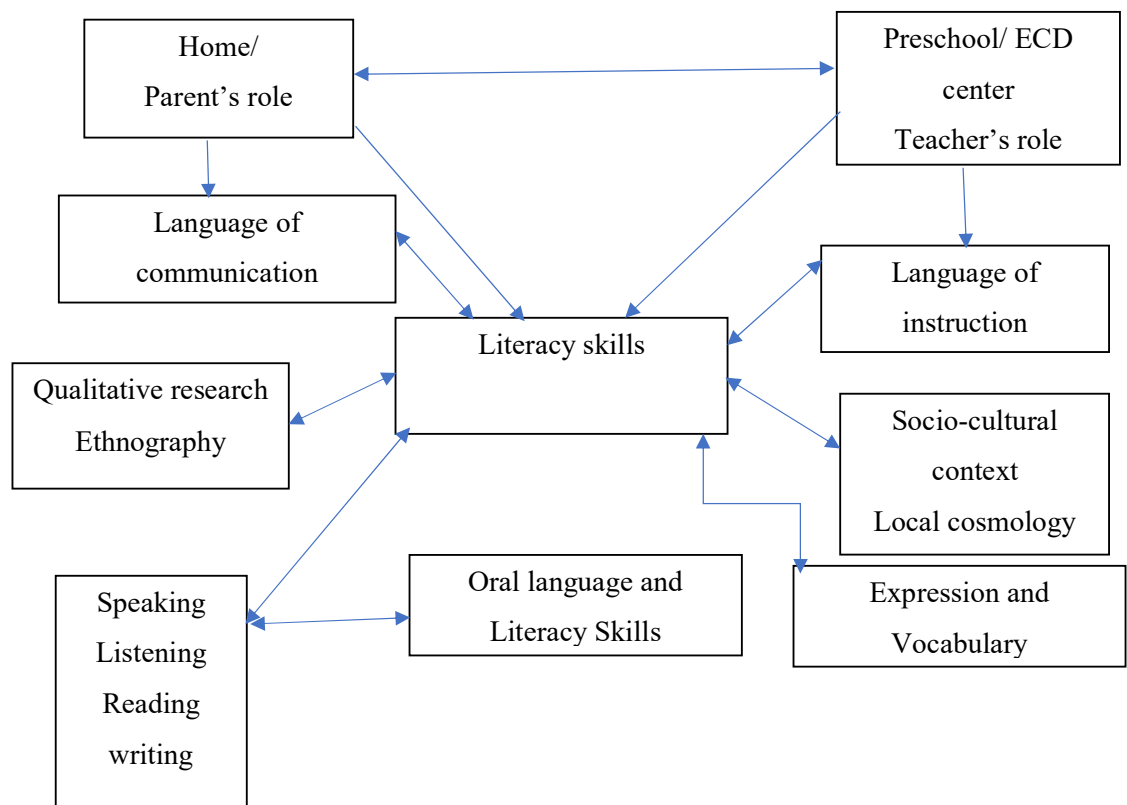 Home/
Parent’s role
Preschool/ ECD
center
Teacher’s role
Language of
communication
Language of
instruction
Literacy skills
Qualitative research
Ethnography
Socio-cultural
context
Local cosmology
Speaking
Listening
Reading
writing
Oral language and
Literacy Skills
Expression and
Vocabulary